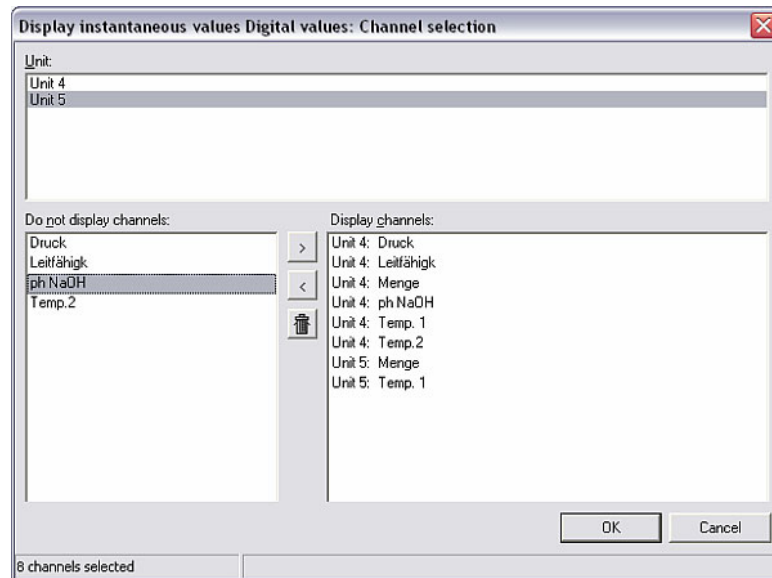 Display instantaneous values Digital values: Channel selection
Unit:
Unit 4
Unit 5
Do not display channels:
Druck
Leitfähigk
ph NaOH
Temp.2
>
<
Display channels:
Unit 4: Druck
Unit 4: Leitfähigk
Unit 4: Menge
Unit 4: ph NaOH
Unit 4: Temp. 1
Unit 4: Temp.2
Unit 5: Menge
Unit 5: Temp. 1
OK
Cancel
8 channels selected